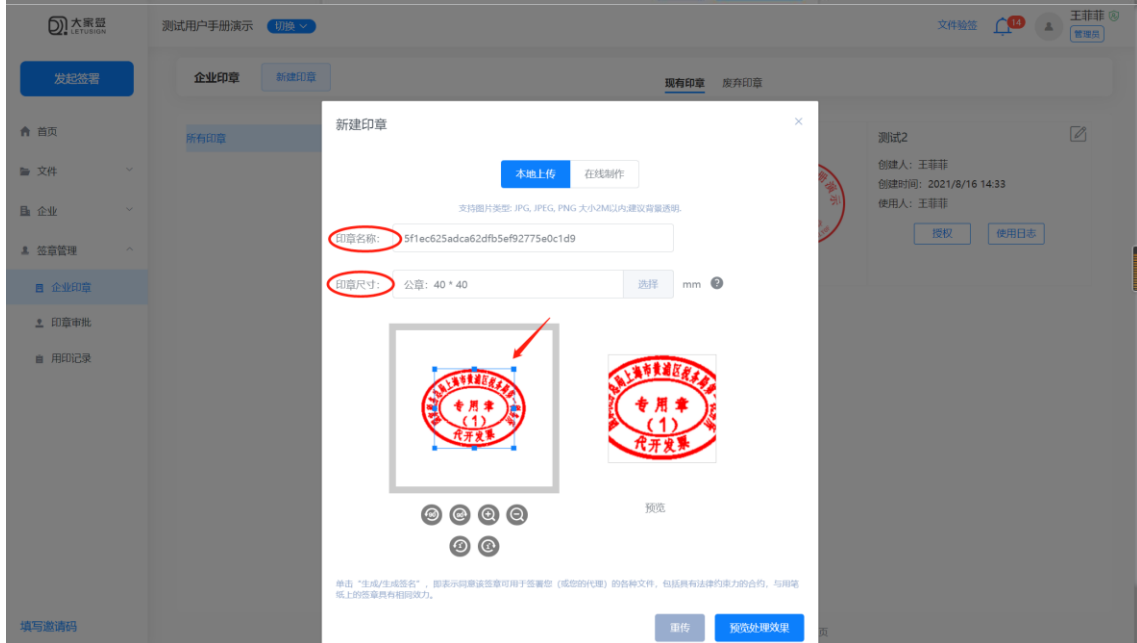 大家签
LETUSIGN
测试用户手册演示
切换
文件验签
14
王菲菲
管理员
发起签署
企业印章
新建印章
现有印章
废弃印章
首页
文件
企业
签章管理
企业印章
印章审批
用印记录
填写邀请码
所有印章
新建印章
×
本地上传
在线制作
支持图片类型: JPG, JPEG, PNG 大小2M以内;建议背景透明.
印章名称:
5f1ec625adca62dfb5ef92775e0c1d9
印章尺寸:
公章: 40 * 40
选择
mm
?
专用章
(1)
代开发票
专用章
(1)
代开发票
预览
单击“生成/生成签名”，即表示同意该签章可用于签署您（或您的代理）的各种文件，包括具有法律约束力的合约，与用笔
纸上的签章具有相同效力。
重传
预览处理效果
测试2
创建人: 王菲菲
创建时间: 2021/8/16 14:33
使用人: 王菲菲
授权
使用日志
页